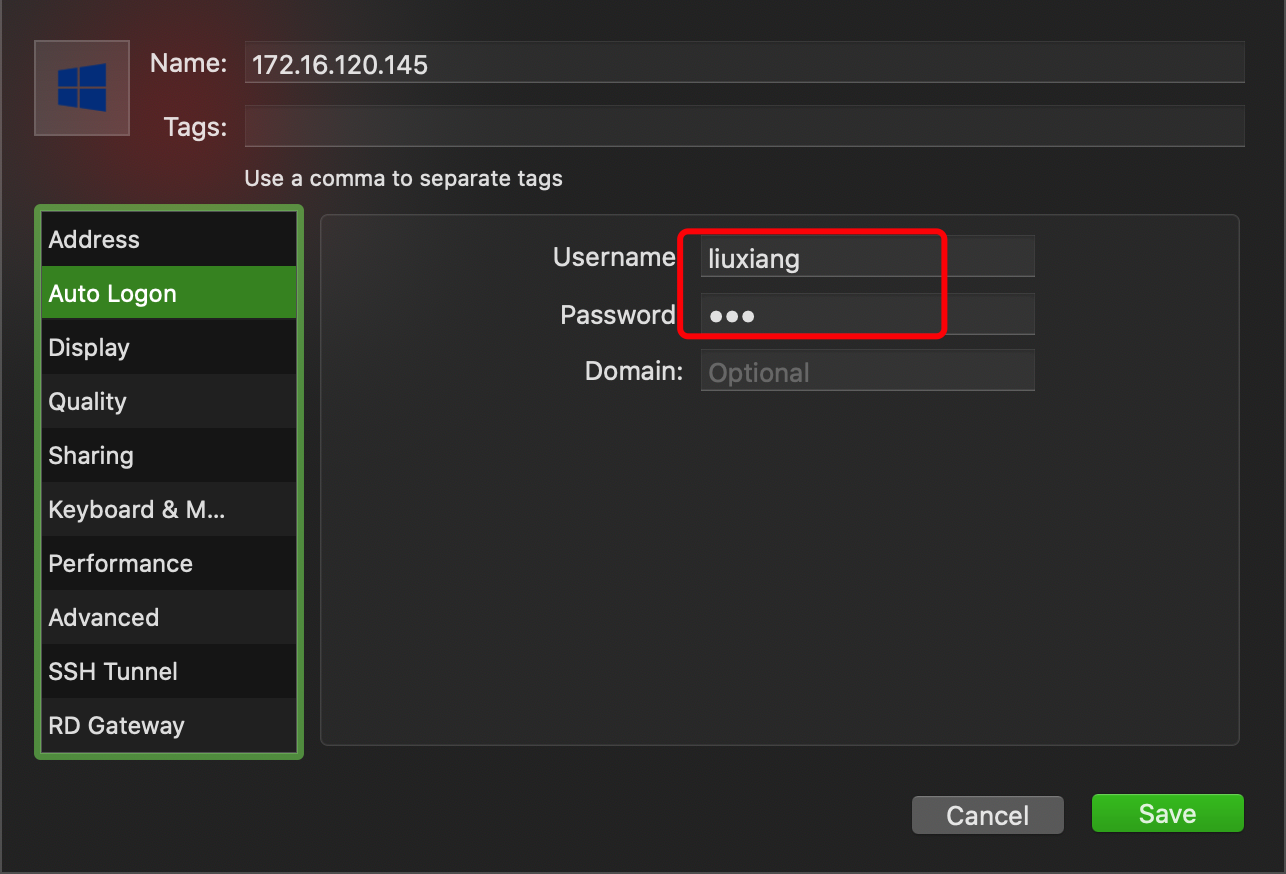 Name: 172.16.120.145
Tags:
Use a comma to separate tags
Address
Auto Logon
Display
Quality
Sharing
Keyboard & M...
Performance
Advanced
SSH Tunnel
RD Gateway
Username liuxiang
Password ●●●
Domain: Optional
Cancel Save